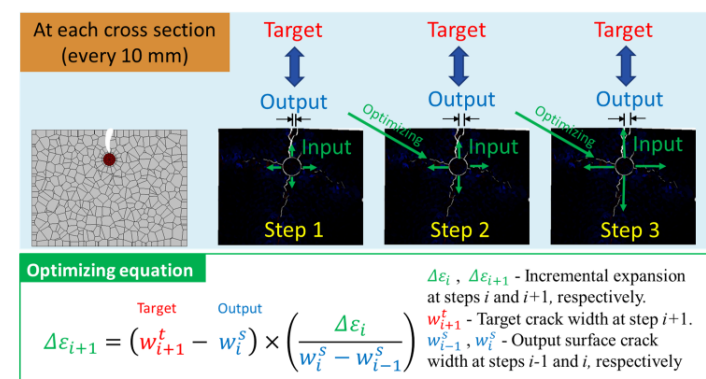 At each cross section
(every 10 mm)
Target
Target
Target
Output
Output
Output
Optimizing
Optimizing
Input
Input
Input
Step 1
Step 2
Step 3
Optimizing equation
Target
Output
Δε_{i+1} = (w^t_{i+1} − w^s_i) × (Δε_i / (w^s_i − w^s_{i−1}))
Δε_i , Δε_{i+1} - Incremental expansion
at steps i and i+1, respectively.
w^t_{i+1} - Target crack width at step i+1.
w^s_{i−1} , w^s_i - Output surface crack
width at steps i-1 and i, respectively